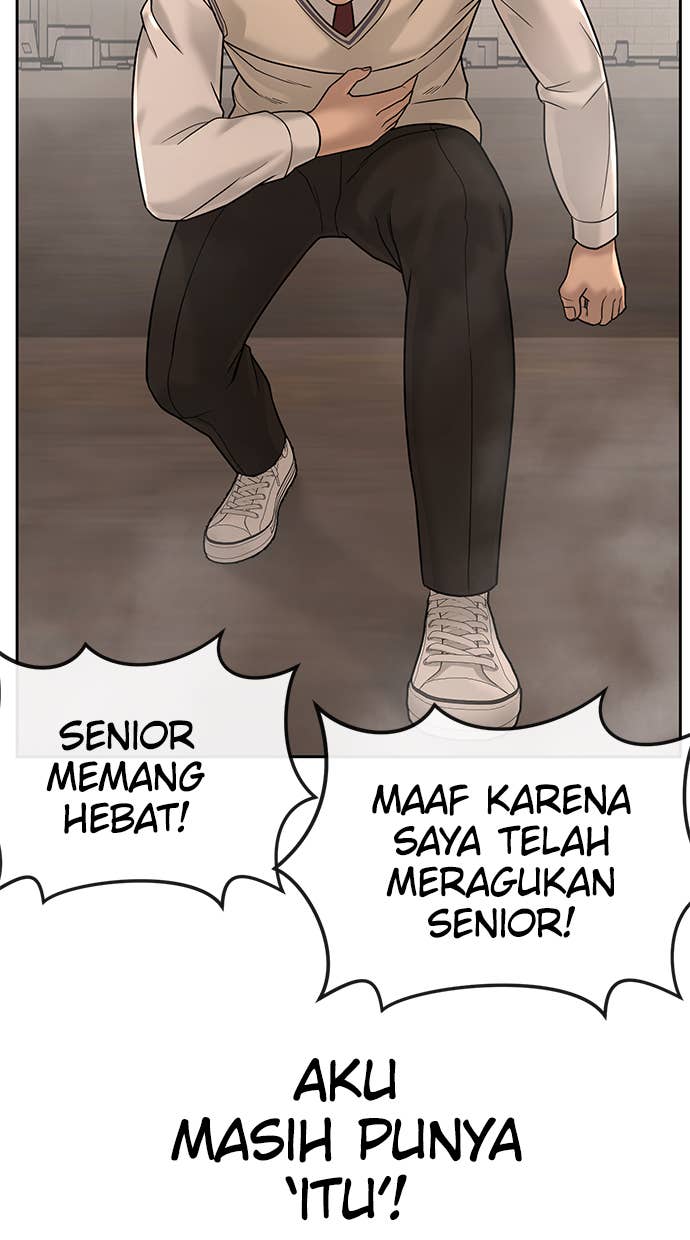 SENIOR
MEMANG
HEBAT!
MAAF KARENA
SAYA TELAH
MERAGUKAN
SENIOR!
AKU
MASIH PUNYA
'ITU'!